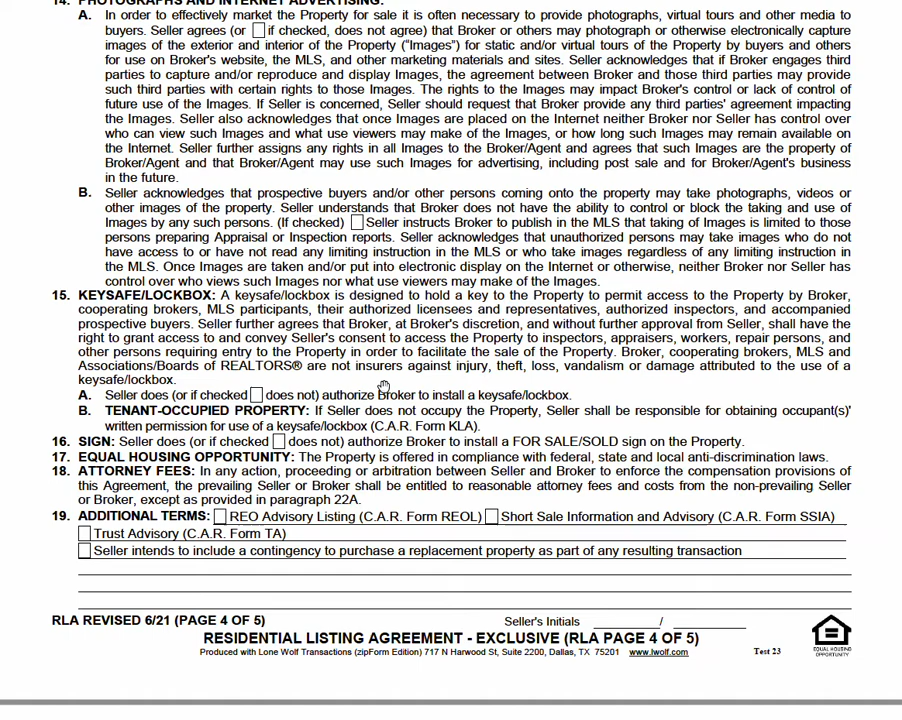 14. PHOTOGRAPHS AND INTERNET ADVERTISING:
A. In order to effectively market the Property for sale it is often necessary to provide photographs, virtual tours and other media to
buyers. Seller agrees (or if checked, does not agree) that Broker or others may photograph or otherwise electronically capture
images of the exterior and interior of the Property ("Images") for static and/or virtual tours of the Property by buyers and others
for use on Broker's website, the MLS, and other marketing materials and sites. Seller acknowledges that if Broker engages third
parties to capture and/or reproduce and display Images, the agreement between Broker and those third parties may provide
such third parties with certain rights to those Images. The rights to the Images may impact Broker's control or lack of control of
future use of the Images. If Seller is concerned, Seller should request that Broker provide any third parties' agreement impacting
the Images. Seller also acknowledges that once Images are placed on the Internet neither Broker nor Seller has control over
who can view such Images and what use viewers may make of the Images, or how long such Images may remain available on
the Internet. Seller further assigns any rights in all Images to the Broker/Agent and agrees that such Images are the property of
Broker/Agent and that Broker/Agent may use such Images for advertising, including post sale and for Broker/Agent's business
in the future.
B. Seller acknowledges that prospective buyers and/or other persons coming onto the property may take photographs, videos or
other images of the property. Seller understands that Broker does not have the ability to control or block the taking and use of
Images by any such persons. (If checked) Seller instructs Broker to publish in the MLS that taking of Images is limited to those
persons preparing Appraisal or Inspection reports. Seller acknowledges that unauthorized persons may take images who do not
have access to or have not read any limiting instruction in the MLS or who take images regardless of any limiting instruction in
the MLS. Once Images are taken and/or put into electronic display on the Internet or otherwise, neither Broker nor Seller has
control over who views such Images nor what use viewers may make of the Images.
15. KEYSAFE/LOCKBOX: A keysafe/lockbox is designed to hold a key to the Property to permit access to the Property by Broker,
cooperating brokers, MLS participants, their authorized licensees and representatives, authorized inspectors, and accompanied
prospective buyers. Seller further agrees that Broker, at Broker's discretion, and without further approval from Seller, shall have the
right to grant access to and convey Seller's consent to access the Property to inspectors, appraisers, workers, repair persons, and
other persons requiring entry to the Property in order to facilitate the sale of the Property. Broker, cooperating brokers, MLS and
Associations/Boards of REALTORS® are not insurers against injury, theft, loss, vandalism or damage attributed to the use of a
keysafe/lockbox.
A. Seller does (or if checked does not) authorize Broker to install a keysafe/lockbox.
B. TENANT-OCCUPIED PROPERTY: If Seller does not occupy the Property, Seller shall be responsible for obtaining occupant(s)'
written permission for use of a keysafe/lockbox (C.A.R. Form KLA).
16. SIGN: Seller does (or if checked does not) authorize Broker to install a FOR SALE/SOLD sign on the Property.
17. EQUAL HOUSING OPPORTUNITY: The Property is offered in compliance with federal, state and local anti-discrimination laws.
18. ATTORNEY FEES: In any action, proceeding or arbitration between Seller and Broker to enforce the compensation provisions of
this Agreement, the prevailing Seller or Broker shall be entitled to reasonable attorney fees and costs from the non-prevailing Seller
or Broker, except as provided in paragraph 22A.
19. ADDITIONAL TERMS: REO Advisory Listing (C.A.R. Form REOL) Short Sale Information and Advisory (C.A.R. Form SSIA)
Trust Advisory (C.A.R. Form TA)
Seller intends to include a contingency to purchase a replacement property as part of any resulting transaction
RLA REVISED 6/21 (PAGE 4 OF 5) Seller's Initials /
RESIDENTIAL LISTING AGREEMENT - EXCLUSIVE (RLA PAGE 4 OF 5)
Produced with Lone Wolf Transactions (zipForm Edition) 717 N Harwood St, Suite 2200, Dallas, TX 75201 www.lwolf.com Test 23
EQUAL HOUSING
OPPORTUNITY